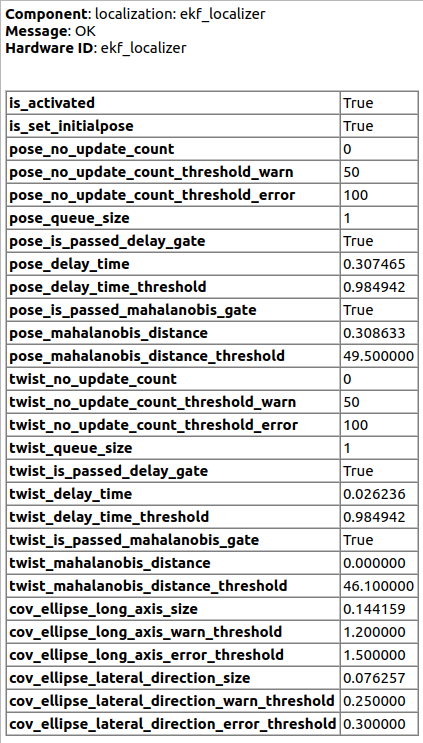 Component: localization: ekf_localizer
Message: OK
Hardware ID: ekf_localizer
is_activated True
is_set_initialpose True
pose_no_update_count 0
pose_no_update_count_threshold_warn 50
pose_no_update_count_threshold_error 100
pose_queue_size 1
pose_is_passed_delay_gate True
pose_delay_time 0.307465
pose_delay_time_threshold 0.984942
pose_is_passed_mahalanobis_gate True
pose_mahalanobis_distance 0.308633
pose_mahalanobis_distance_threshold 49.500000
twist_no_update_count 0
twist_no_update_count_threshold_warn 50
twist_no_update_count_threshold_error 100
twist_queue_size 1
twist_is_passed_delay_gate True
twist_delay_time 0.026236
twist_delay_time_threshold 0.984942
twist_is_passed_mahalanobis_gate True
twist_mahalanobis_distance 0.000000
twist_mahalanobis_distance_threshold 46.100000
cov_ellipse_long_axis_size 0.144159
cov_ellipse_long_axis_warn_threshold 1.200000
cov_ellipse_long_axis_error_threshold 1.500000
cov_ellipse_lateral_direction_size 0.076257
cov_ellipse_lateral_direction_warn_threshold 0.250000
cov_ellipse_lateral_direction_error_threshold 0.300000